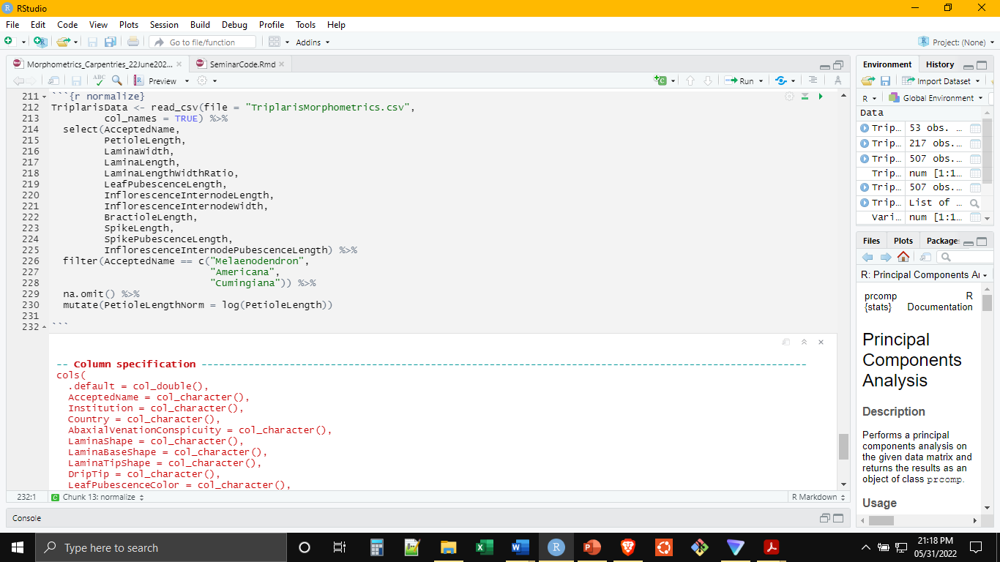 RStudio
File Edit Code View Plots Session Build Debug Profile Tools Help
Go to file/function Addins Project: (None)
Morphometrics_Carpentries_22June202... SeminarCode.Rmd
ABC Preview Run
211 ```{r normalize}
212 TriplarisData <- read_csv(file = "TriplarisMorphometrics.csv",
213 col_names = TRUE) %>%
214 select(AcceptedName,
215 PetioleLength,
216 LaminaWidth,
217 LaminaLength,
218 LaminaLengthWidthRatio,
219 LeafPubescenceLength,
220 InflorescenceInternodeLength,
221 InflorescenceInternodeWidth,
222 BractioleLength,
223 SpikeLength,
224 SpikePubescenceLength,
225 InflorescenceInternodePubescenceLength) %>%
226 filter(AcceptedName == c("Melaenodendron",
227 "Americana",
228 "Cumingiana")) %>%
229 na.omit() %>%
230 mutate(PetioleLengthNorm = log(PetioleLength))
231
232 ```
-- Column specification --------------------------------------------------------
cols(
.default = col_double(),
AcceptedName = col_character(),
Institution = col_character(),
Country = col_character(),
AbaxialVenationConspicuity = col_character(),
LaminaShape = col_character(),
LaminaBaseShape = col_character(),
LaminaTipShape = col_character(),
DripTip = col_character(),
LeafPubescenceColor = col_character(),
232:1 C Chunk 13: normalize R Markdown
Console
Environment History
Import Dataset
R Global Environment
Data
Trip... 53 obs. ...
Trip... 217 obs....
Trip... 507 obs....
Trip... num [1:1...
Trip... 507 obs....
Trip... List of ...
Vari... num [1:1...
Files Plots Package
R: Principal Components A
prcomp R
{stats} Documentation
Principal
Components
Analysis
Description
Performs a principal
components analysis on
the given data matrix and
returns the results as an
object of class prcomp.
Usage
Type here to search
21:18 PM
05/31/2022